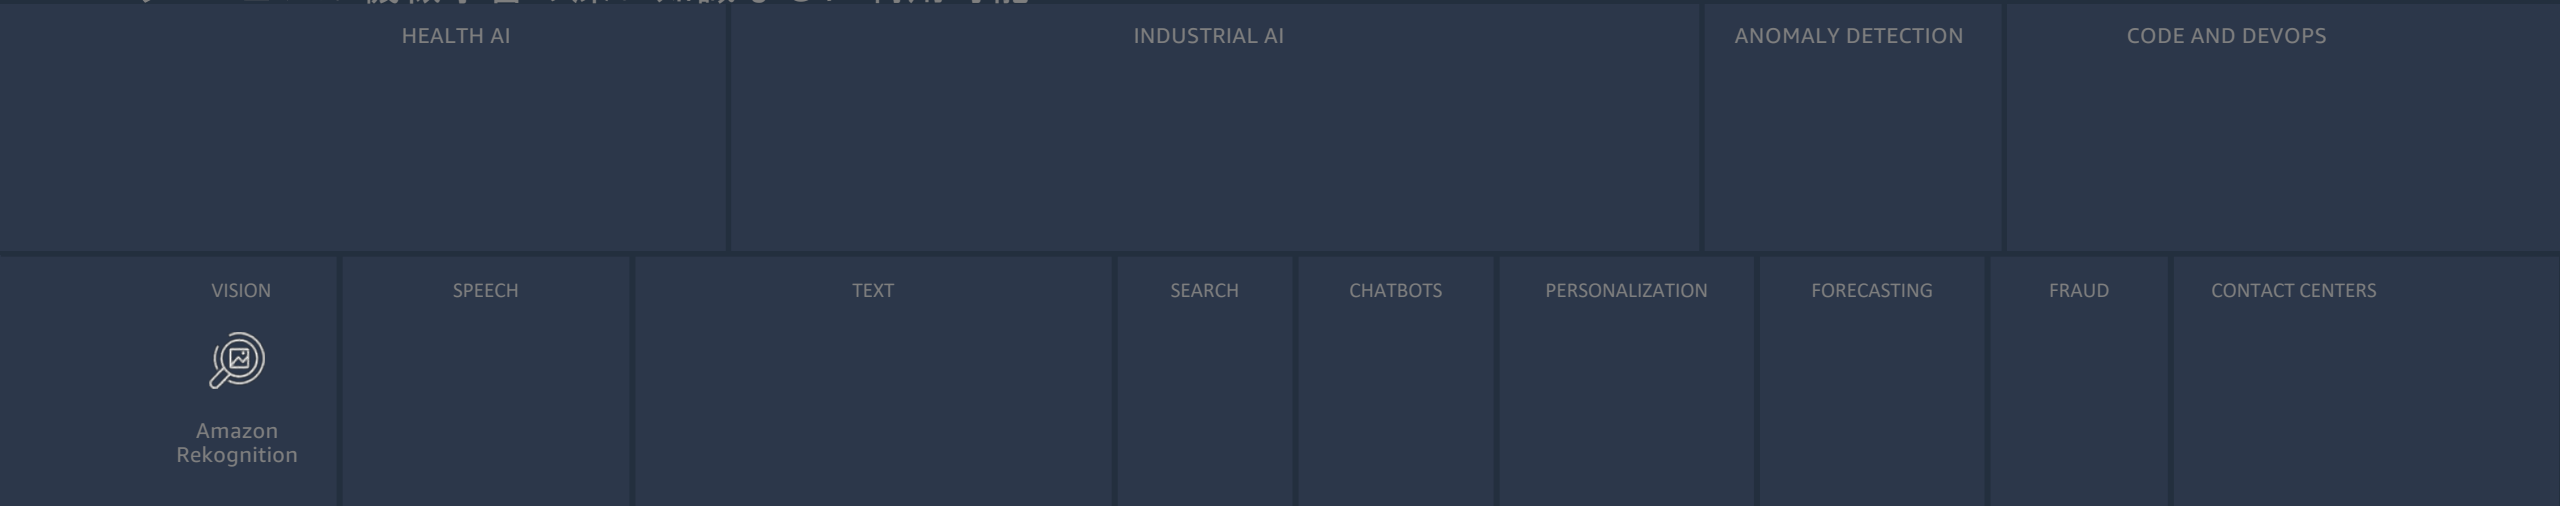 HEALTH AI
INDUSTRIAL AI
ANOMALY DETECTION
CODE AND DEVOPS
VISION
SPEECH
TEXT
SEARCH
CHATBOTS
PERSONALIZATION
FORECASTING
FRAUD
CONTACT CENTERS
Amazon
Rekognition